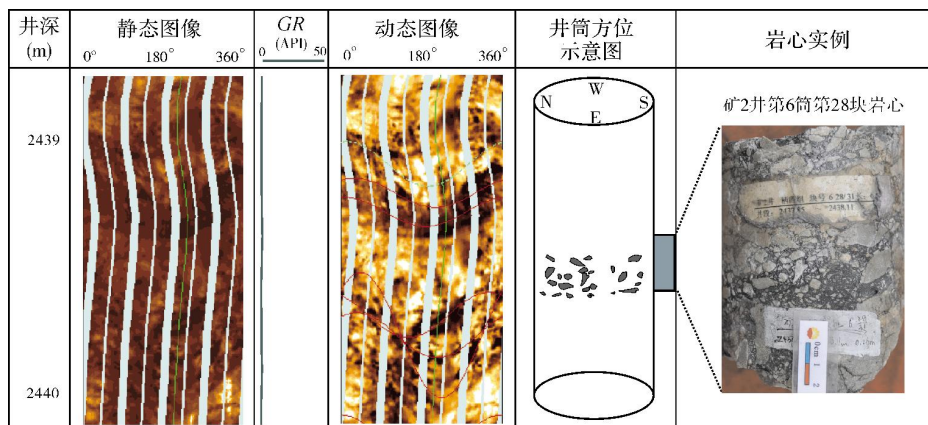 井深
(m)
静态图像
0° 180° 360°
GR
(API)
0 50
动态图像
0° 180° 360°
井筒方位
示意图
岩心实例
2439
2440
W
N S
E
矿2井第6筒第28块岩心
0cm 1